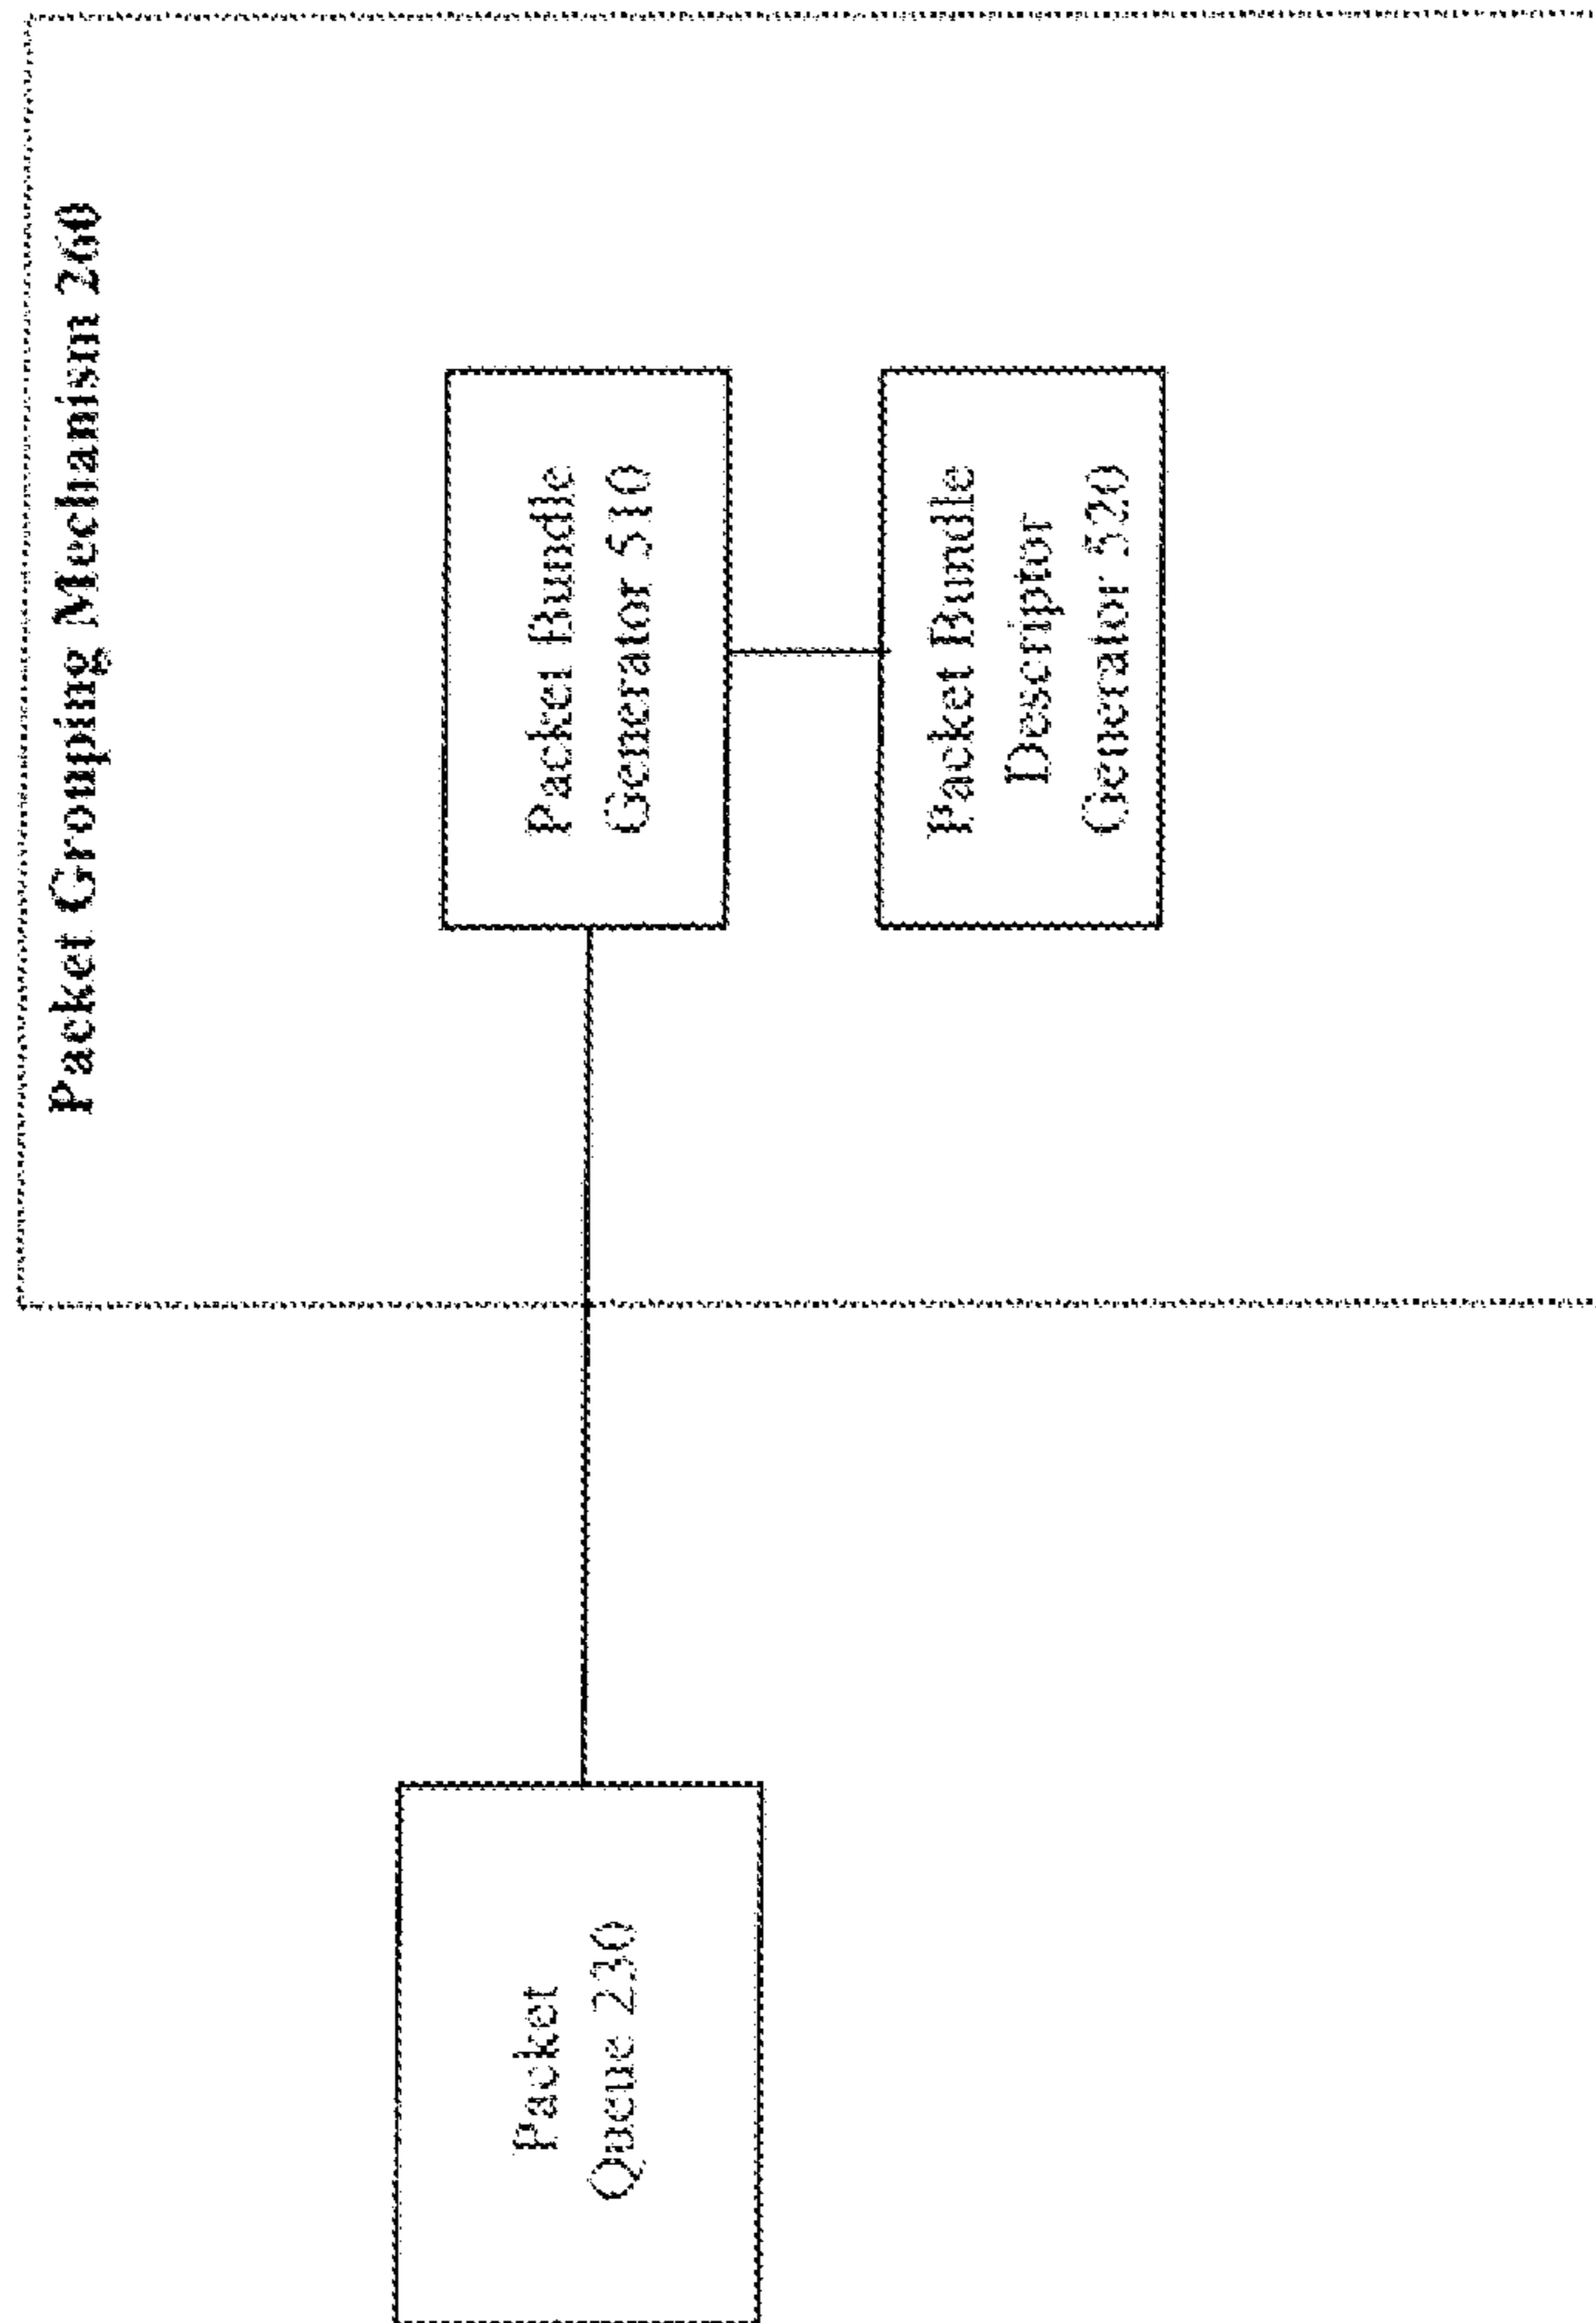 Packet Grouping Mechanism 260
Packet
Queue 230
Packet Bundle
Generator 510
Packet Bundle
Descriptor
Generator 520